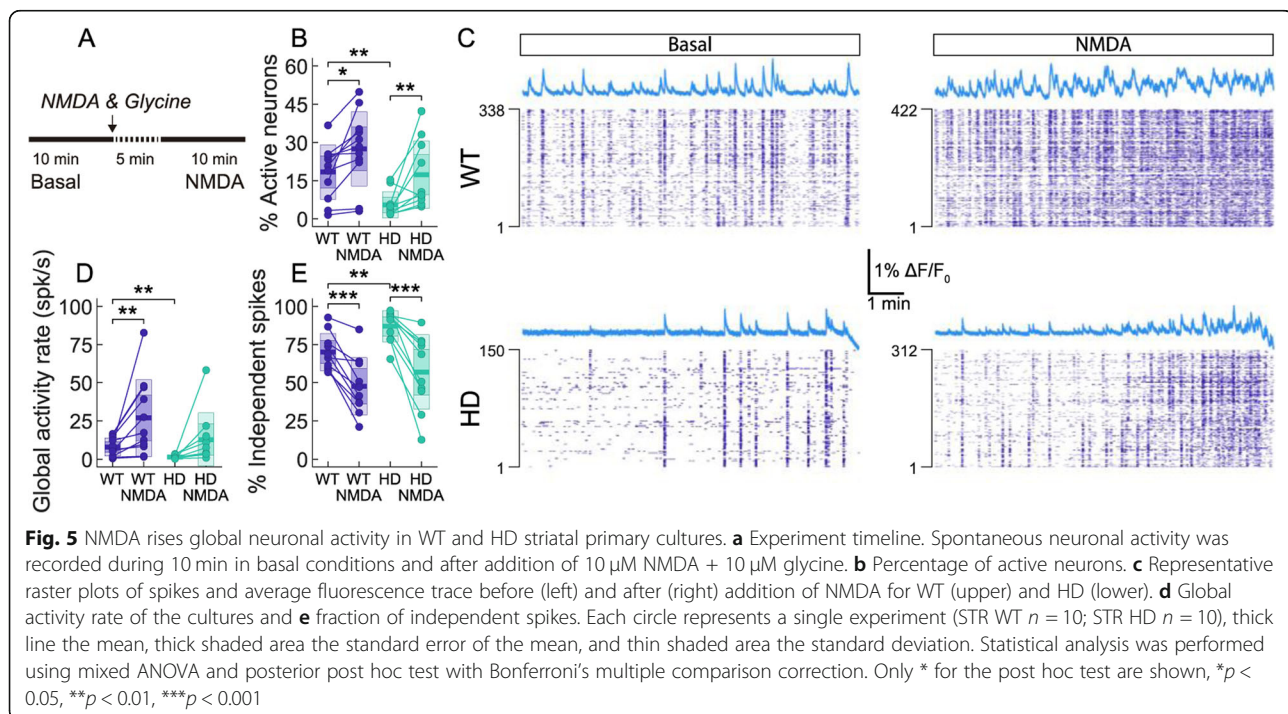 A
NMDA & Glycine
10 min
5 min
10 min
Basal
NMDA
B
% Active neurons
60
45
30
15
0
**
*
**
WT
WT
NMDA
HD
HD
NMDA
C
Basal
NMDA
WT
338
1
422
1
1% ΔF/F0
1 min
HD
150
1
312
1
D
Global activity rate (spk/s)
100
75
50
25
0
**
**
WT
WT
NMDA
HD
HD
NMDA
E
% Independent spikes
100
75
50
25
0
**
***
***
WT
WT
NMDA
HD
HD
NMDA
Fig. 5 NMDA rises global neuronal activity in WT and HD striatal primary cultures. a Experiment timeline. Spontaneous neuronal activity was
recorded during 10 min in basal conditions and after addition of 10 μM NMDA + 10 μM glycine. b Percentage of active neurons. c Representative
raster plots of spikes and average fluorescence trace before (left) and after (right) addition of NMDA for WT (upper) and HD (lower). d Global
activity rate of the cultures and e fraction of independent spikes. Each circle represents a single experiment (STR WT n = 10; STR HD n = 10), thick
line the mean, thick shaded area the standard error of the mean, and thin shaded area the standard deviation. Statistical analysis was performed
using mixed ANOVA and posterior post hoc test with Bonferroni's multiple comparison correction. Only * for the post hoc test are shown, *p <
0.05, **p < 0.01, ***p < 0.001